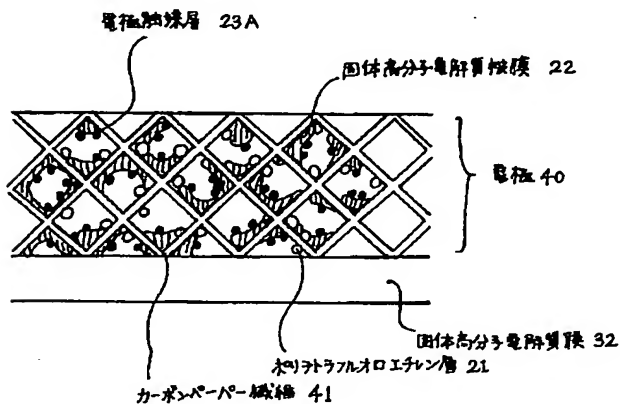 電極触媒層 23A
固体高分子電解質被膜 22
電極 40
固体高分子電解質膜 32
ポリテトラフルオロエチレン層 21
カーボンペーパー繊維 41